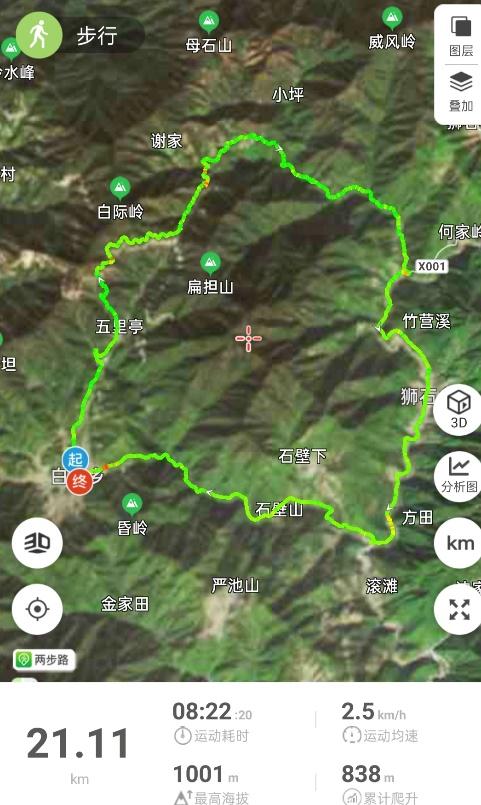 步行
母石山
威风岭
图层
冷水峰
叠加
小坪
谢家
村
白际岭
何家岭
X001
扁担山
五里亭
竹营溪
坦
狮石
3D
石壁下
起
终
分析图
昏岭
石壁山
方田
km
严池山
滚滩
金家田
两步路
21.11
km
08:22:20
运动耗时
2.5 km/h
运动均速
1001 m
最高海拔
838 m
累计爬升